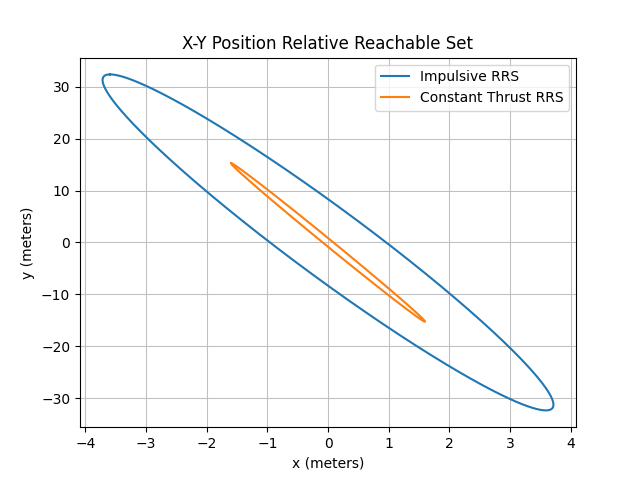 X-Y Position Relative Reachable Set
Impulsive RRS
Constant Thrust RRS
y (meters)
30
20
10
0
−10
−20
−30
−4 −3 −2 −1 0 1 2 3 4
x (meters)